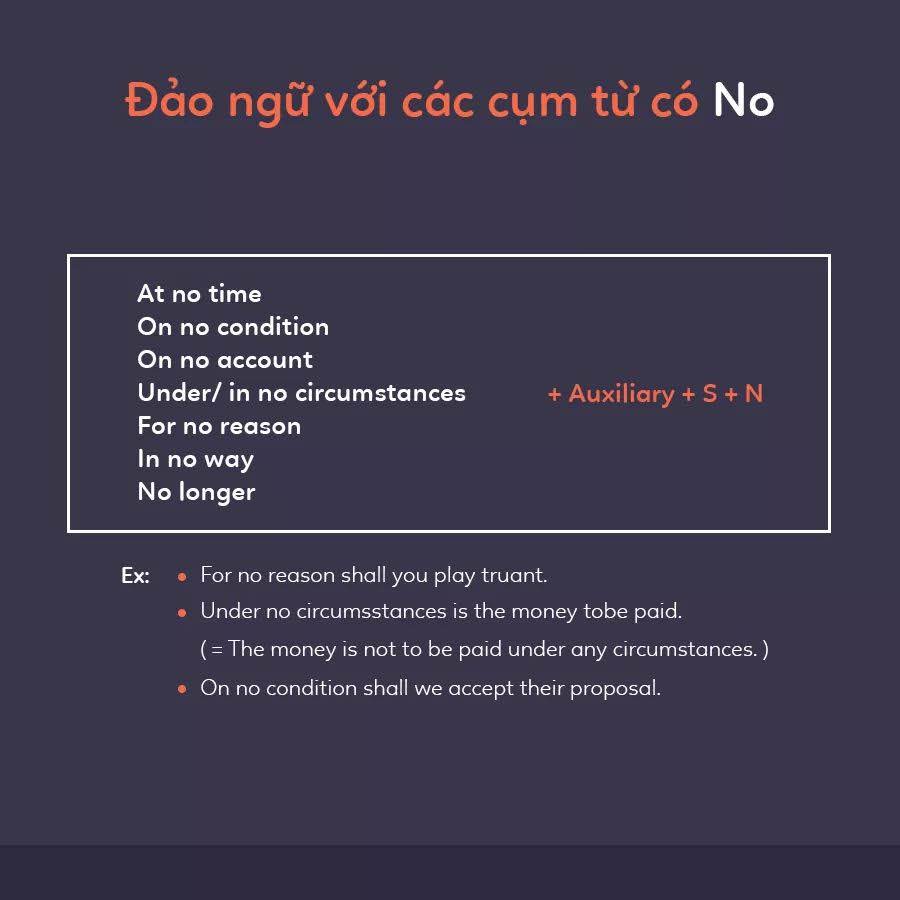 Đảo ngữ với các cụm từ có No
At no time
On no condition
On no account
Under/ in no circumstances
+ Auxiliary + S + N
For no reason
In no way
No longer
Ex: • For no reason shall you play truant.
• Under no circumsstances is the money tobe paid.
( = The money is not to be paid under any circumstances. )
• On no condition shall we accept their proposal.